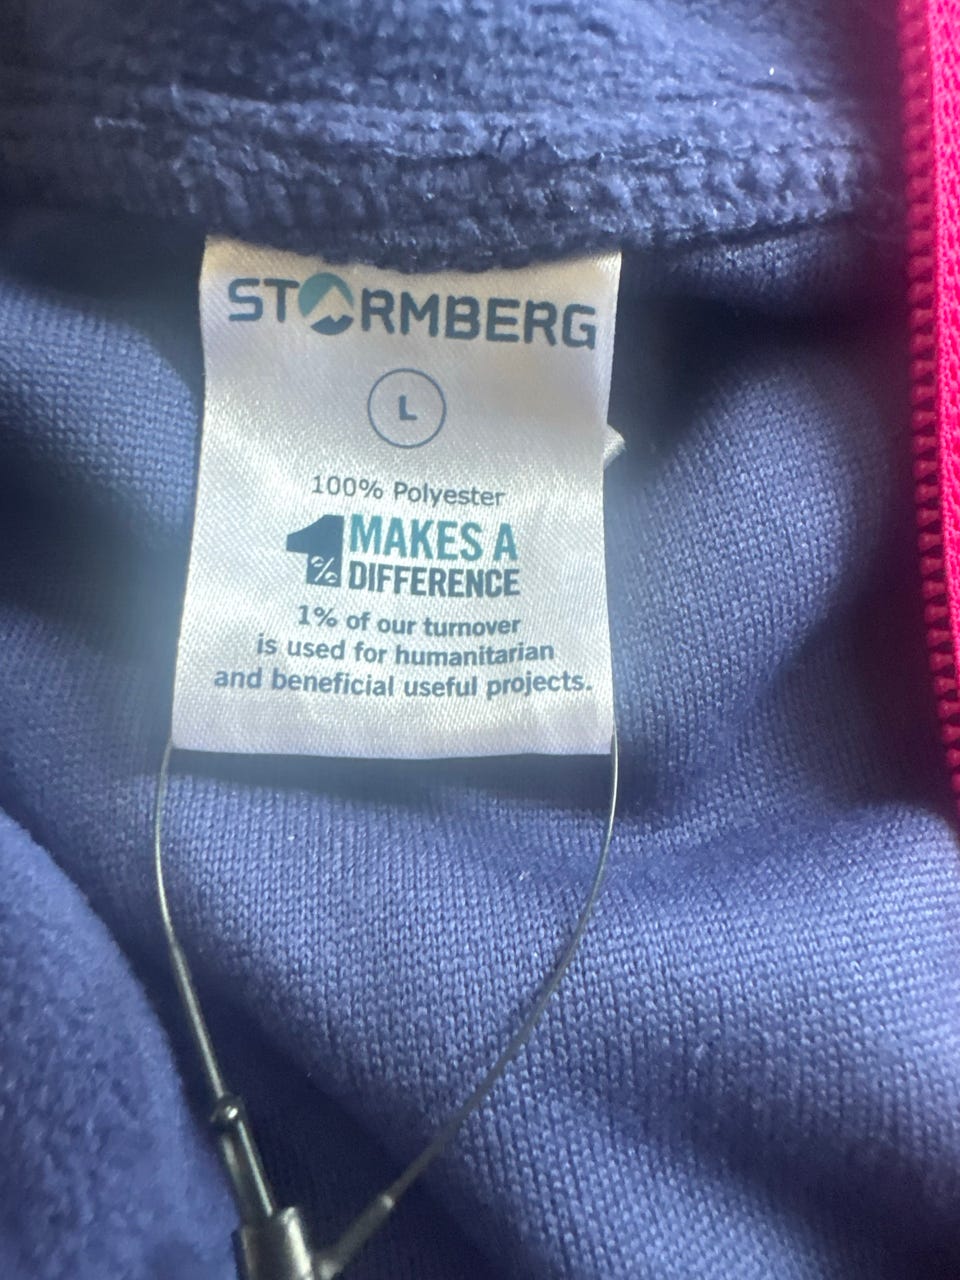 STORMBERG
L
100% Polyester
1% MAKES A
DIFFERENCE
1% of our turnover
is used for humanitarian
and beneficial useful projects.